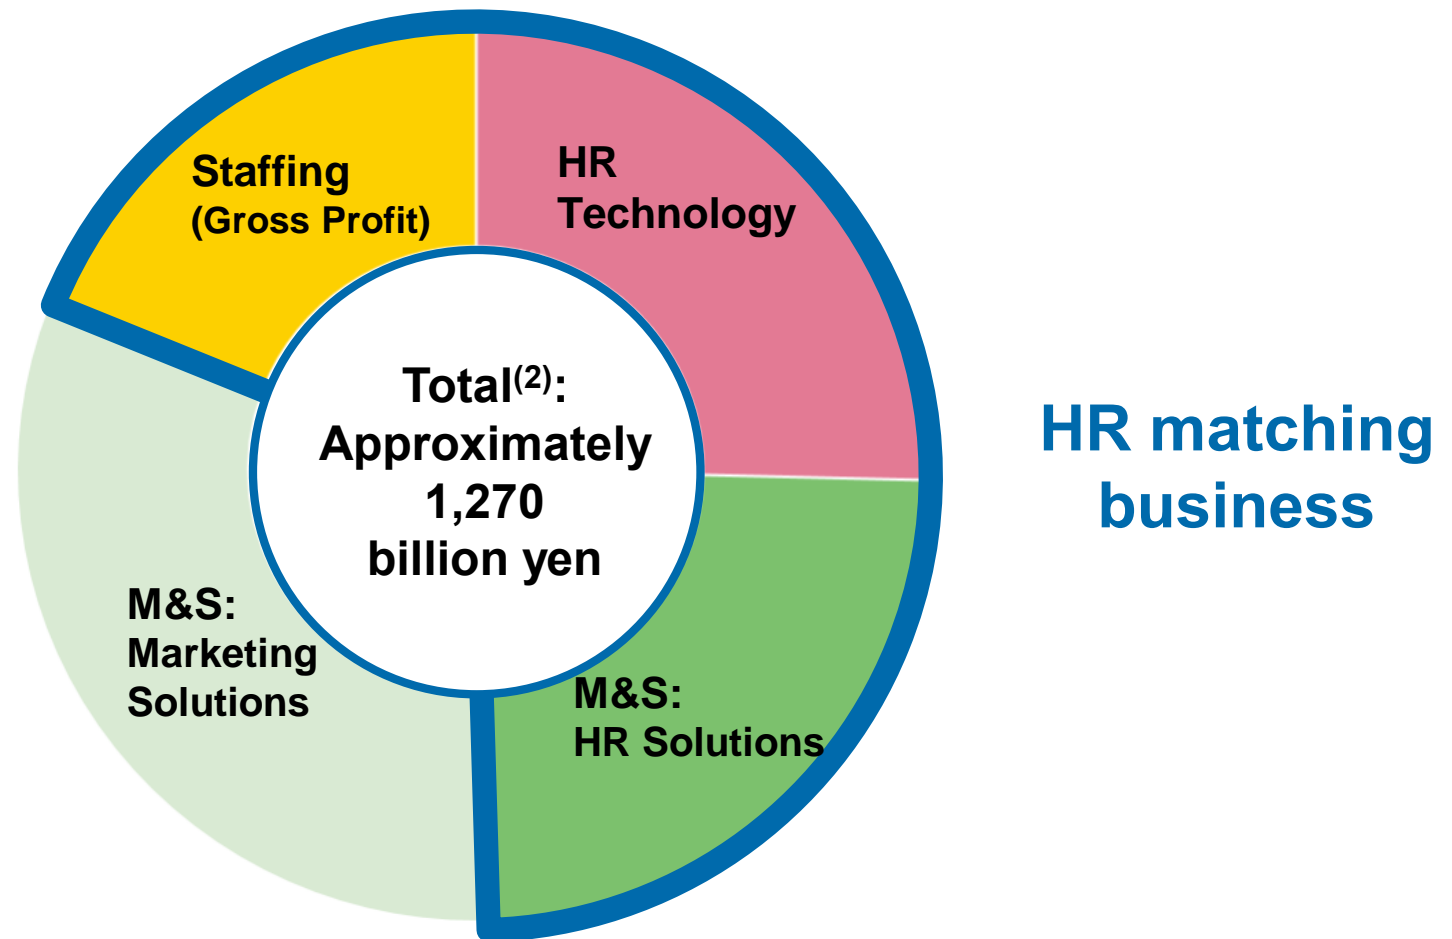 Staffing
(Gross Profit)
HR
Technology
Total(2):
Approximately
1,270
billion yen
HR matching
business
M&S:
Marketing
Solutions
M&S:
HR Solutions